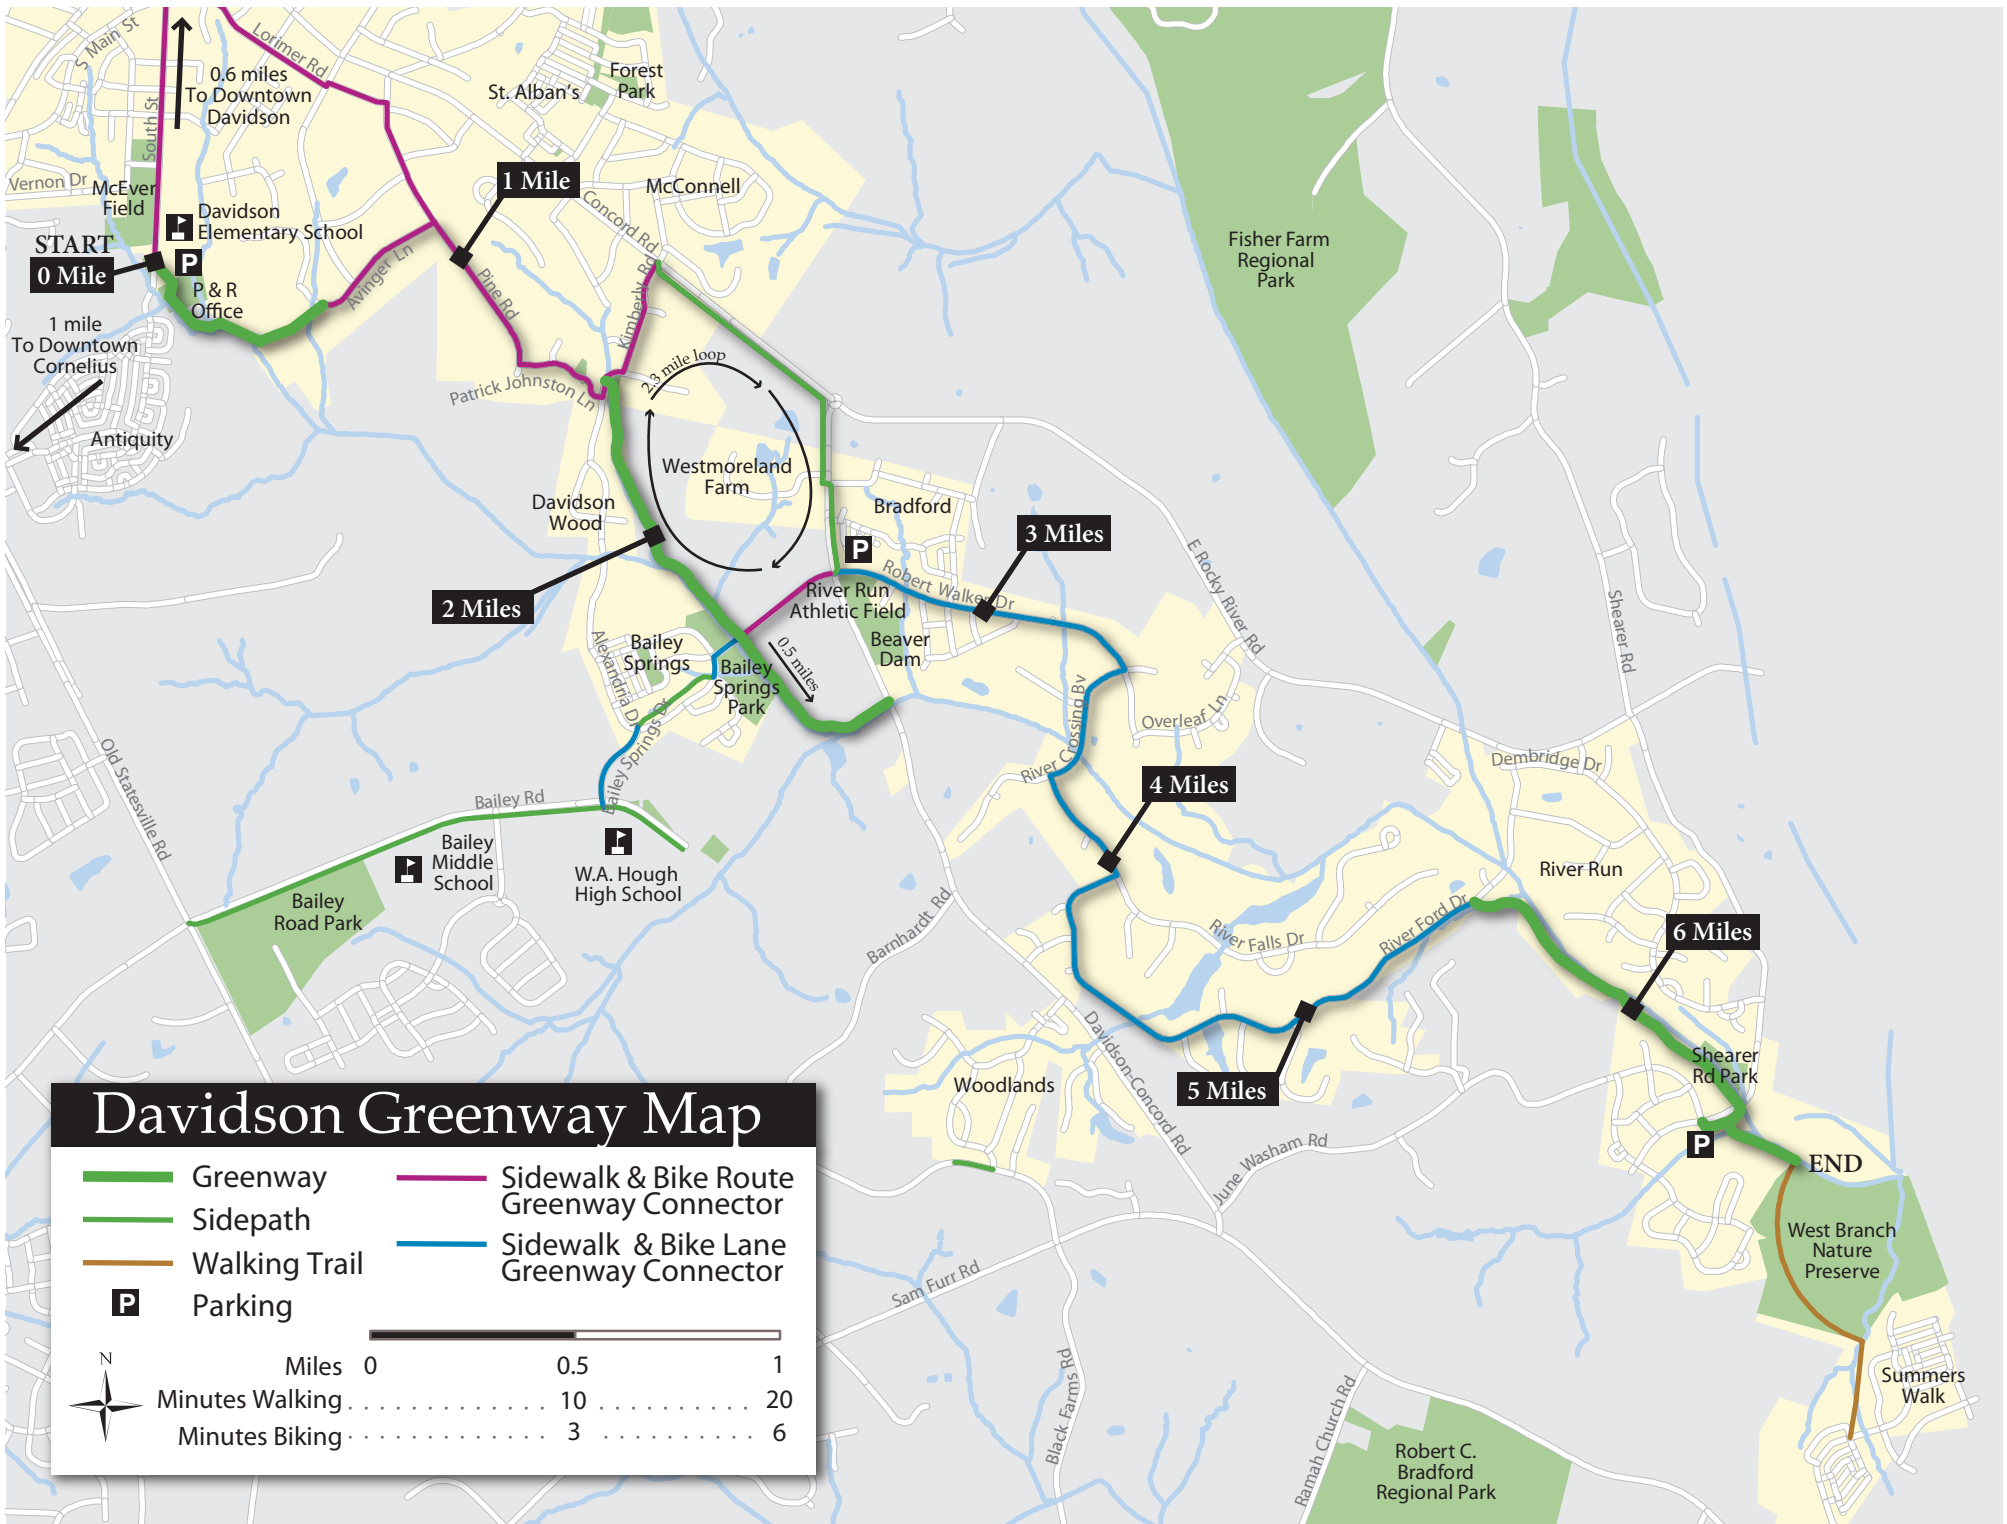 S Main St
Lorimer Rd
0.6 miles
To Downtown
Davidson
South St
St. Alban's
Forest
Park
Vernon Dr
McEver
Field
Davidson
Elementary School
START
0 Mile
P
P & R
Office
Avinger Ln
1 Mile
Concord Rd
McConnell
Pine Rd
Kimberly Rd
1 mile
To Downtown
Cornelius
Antiquity
Patrick Johnston Ln
2.3 mile loop
Westmoreland
Farm
Davidson
Wood
Bradford
2 Miles
P
3 Miles
Robert Walker Dr
River Run
Athletic Field
Beaver
Dam
Fisher Farm
Regional
Park
E Rocky River Rd
Shearer Rd
Bailey
Springs
Alexandria Dr
Bailey
Springs
Park
0.5 miles
Bailey Springs Dr
River Crossing Bv
Overleaf Ln
Dembridge Dr
4 Miles
Old Statesville Rd
Bailey Rd
Bailey
Middle
School
W.A. Hough
High School
Bailey
Road Park
Barnhardt Rd
River Falls Dr
River Ford Dr
River Run
6 Miles
Davidson-Concord Rd
Woodlands
5 Miles
Shearer
Rd Park
P
END
June Washam Rd
West Branch
Nature
Preserve
Sam Furr Rd
Black Farms Rd
Ramah Church Rd
Robert C.
Bradford
Regional Park
Summers
Walk
Davidson Greenway Map
Greenway
Sidepath
Walking Trail
P Parking
Sidewalk & Bike Route
Greenway Connector
Sidewalk & Bike Lane
Greenway Connector
N
Miles 0 0.5 1
Minutes Walking 10 20
Minutes Biking 3 6